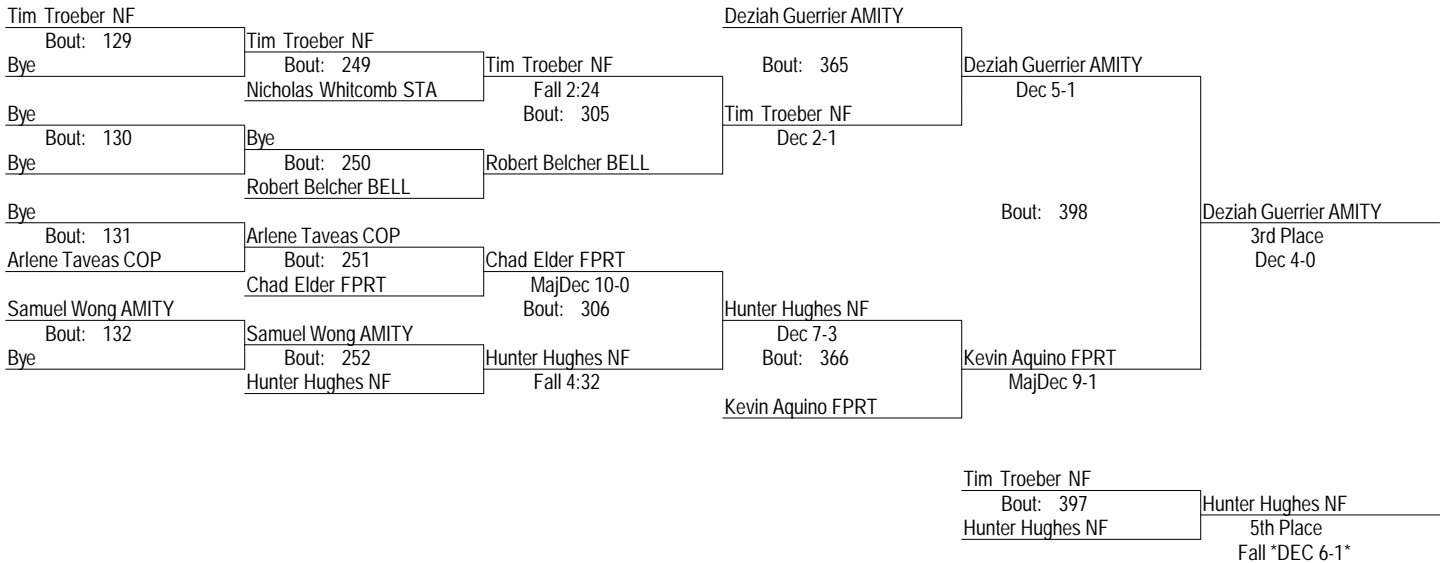 Tim Troeber NF
Bout: 129
Bye
Bye
Bout: 130
Bye
Bye
Bout: 131
Arlene Taveas COP
Samuel Wong AMITY
Bout: 132
Bye
Tim Troeber NF
Bout: 249
Nicholas Whitcomb STA
Bye
Bout: 250
Robert Belcher BELL
Arlene Taveas COP
Bout: 251
Chad Elder FPRT
Samuel Wong AMITY
Bout: 252
Hunter Hughes NF
Tim Troeber NF
Fall 2:24
Bout: 305
Robert Belcher BELL
Chad Elder FPRT
MajDec 10-0
Bout: 306
Hunter Hughes NF
Fall 4:32
Deziah Guerrier AMITY
Bout: 365
Tim Troeber NF
Dec 2-1
Hunter Hughes NF
Dec 7-3
Bout: 366
Kevin Aquino FPRT
Deziah Guerrier AMITY
Dec 5-1
Bout: 398
Kevin Aquino FPRT
MajDec 9-1
Deziah Guerrier AMITY
3rd Place
Dec 4-0
Tim Troeber NF
Bout: 397
Hunter Hughes NF
Hunter Hughes NF
5th Place
Fall *DEC 6-1*